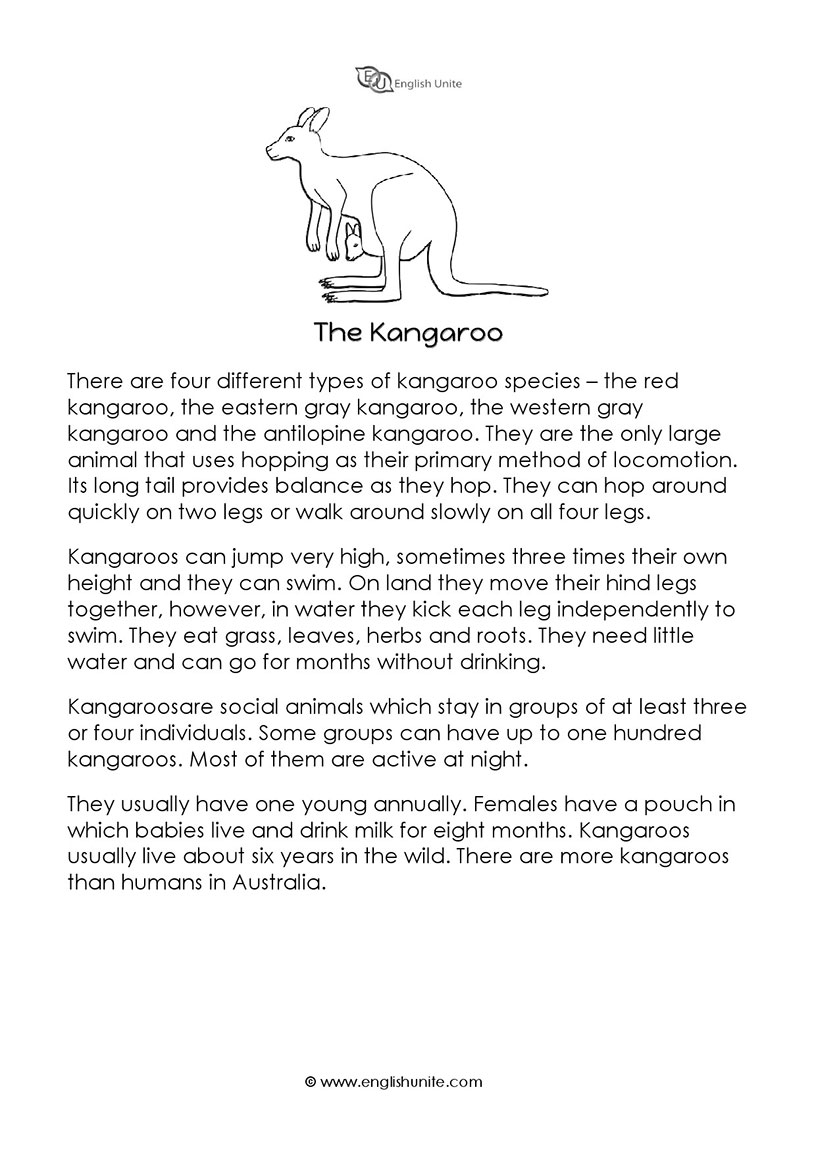 EU English Unite
The Kangaroo
There are four different types of kangaroo species – the red
kangaroo, the eastern gray kangaroo, the western gray
kangaroo and the antilopine kangaroo. They are the only large
animal that uses hopping as their primary method of locomotion.
Its long tail provides balance as they hop. They can hop around
quickly on two legs or walk around slowly on all four legs.
Kangaroos can jump very high, sometimes three times their own
height and they can swim. On land they move their hind legs
together, however, in water they kick each leg independently to
swim. They eat grass, leaves, herbs and roots. They need little
water and can go for months without drinking.
Kangaroosare social animals which stay in groups of at least three
or four individuals. Some groups can have up to one hundred
kangaroos. Most of them are active at night.
They usually have one young annually. Females have a pouch in
which babies live and drink milk for eight months. Kangaroos
usually live about six years in the wild. There are more kangaroos
than humans in Australia.
© www.englishunite.com